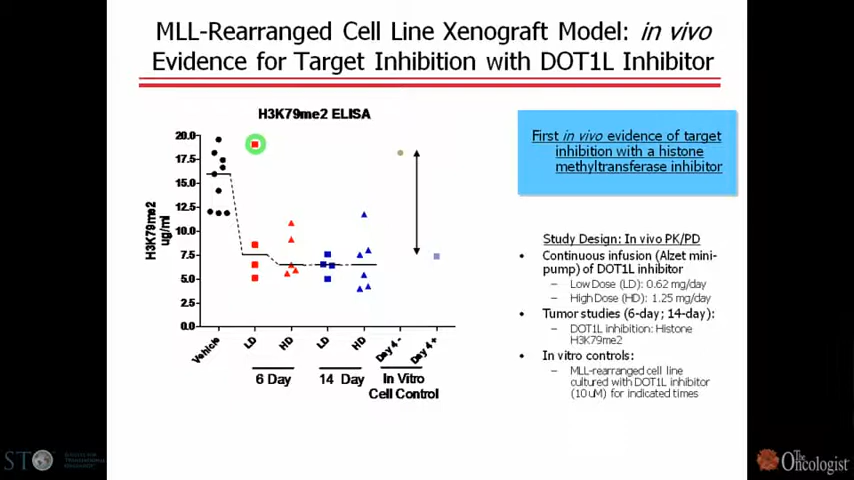 MLL-Rearranged Cell Line Xenograft Model: in vivo
Evidence for Target Inhibition with DOT1L Inhibitor
H3K79me2 ELISA
20.0
17.5
15.0
12.5
10.0
7.5
5.0
2.5
0.0
H3K79me2
ug/ml
Vehicle
LD
HD
LD
HD
Day 4 -
Day 4 +
6 Day
14 Day
In Vitro
Cell Control
First in vivo evidence of target
inhibition with a histone
methyltransferase inhibitor
Study Design: In vivo PK/PD
• Continuous infusion (Alzet mini-
pump) of DOT1L inhibitor
– Low Dose (LD): 0.62 mg/day
– High Dose (HD): 1.25 mg/day
• Tumor studies (6-day; 14-day):
– DOT1L inhibition: Histone
H3K79me2
• In vitro controls:
– MLL-rearranged cell line
cultured with DOT1L inhibitor
(10 uM) for indicated times
The
Oncologist